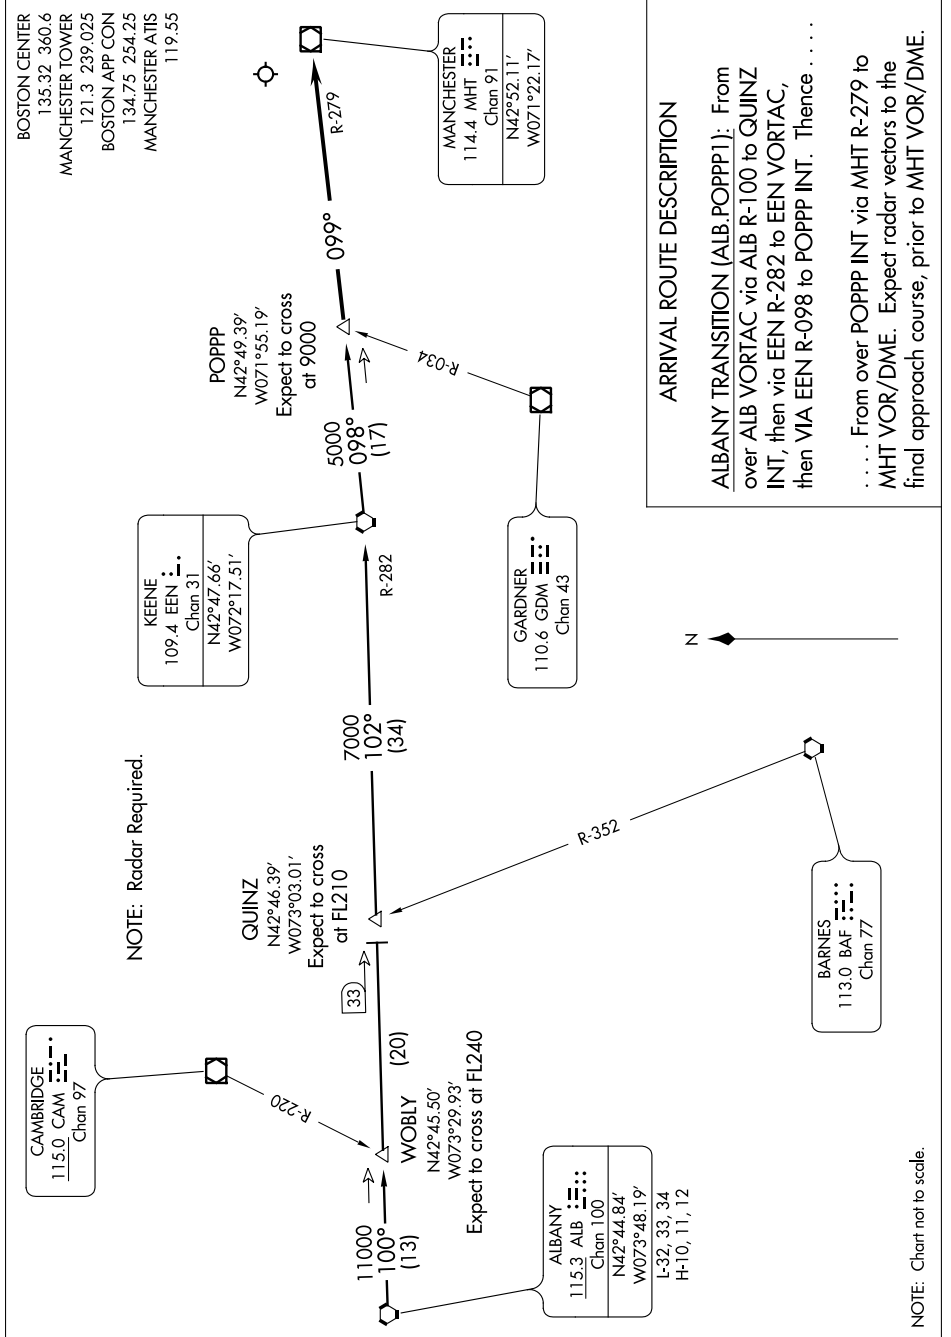 BOSTON CENTER
135.32 360.6
MANCHESTER TOWER
121.3 239.025
BOSTON APP CON
134.75 254.25
MANCHESTER ATIS
119.55
CAMBRIDGE
115.0 CAM
Chan 97
NOTE: Radar Required.
KEENE
109.4 EEN
Chan 31
N42°47.66'
W072°17.51'
POPPP
N42°49.39'
W071°55.19'
Expect to cross
at 9000
MANCHESTER
114.4 MHT
Chan 91
N42°52.11'
W071°22.17'
R-279
099°
5000
098°
(17)
R-034
R-282
QUINZ
N42°46.39'
W073°03.01'
Expect to cross
at FL210
7000
102°
(34)
33
(20)
R-220
WOBLY
N42°45.50'
W073°29.93'
Expect to cross at FL240
11000
100°
(13)
ALBANY
115.3 ALB
Chan 100
N42°44.84'
W073°48.19'
L-32, 33, 34
H-10, 11, 12
R-352
BARNES
113.0 BAF
Chan 77
GARDNER
110.6 GDM
Chan 43
N
ARRIVAL ROUTE DESCRIPTION
ALBANY TRANSITION (ALB.POPPP1): From
over ALB VORTAC via ALB R-100 to QUINZ
INT, then via EEN R-282 to EEN VORTAC,
then VIA EEN R-098 to POPPP INT. Thence . . . .
. . . . From over POPPP INT via MHT R-279 to
MHT VOR/DME. Expect radar vectors to the
final approach course, prior to MHT VOR/DME.
NOTE: Chart not to scale.